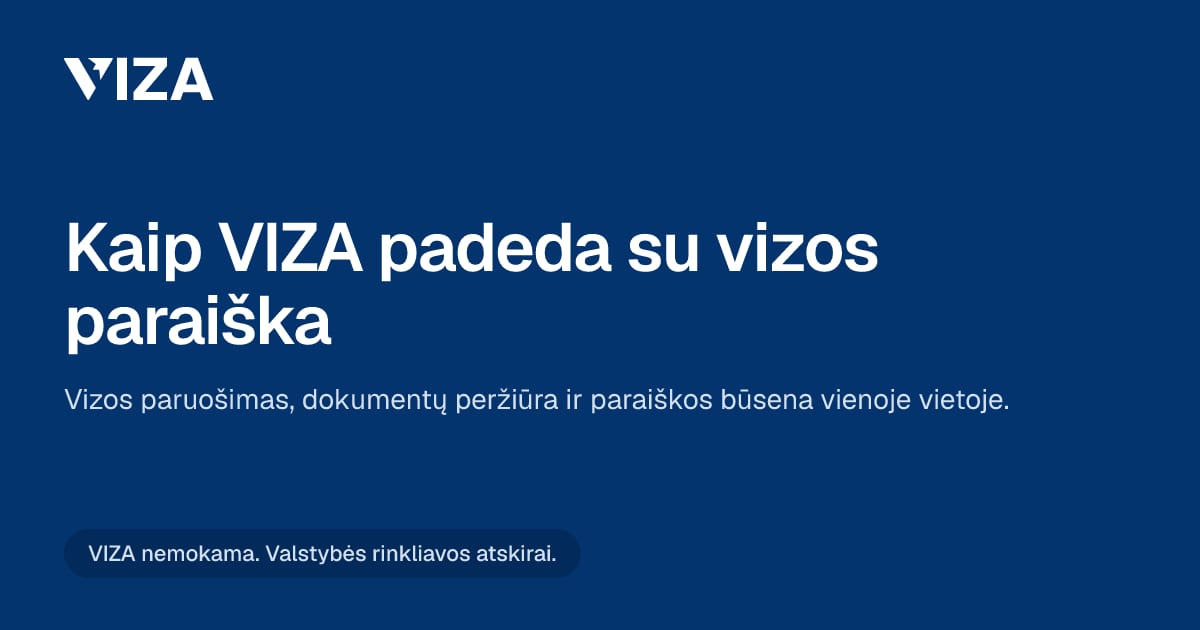 VIZA
Kaip VIZA padeda su vizos
paraiška
Vizos paruošimas, dokumentų peržiūra ir paraiškos būsena vienoje vietoje.
VIZA nemokama. Valstybės rinkliavos atskirai.